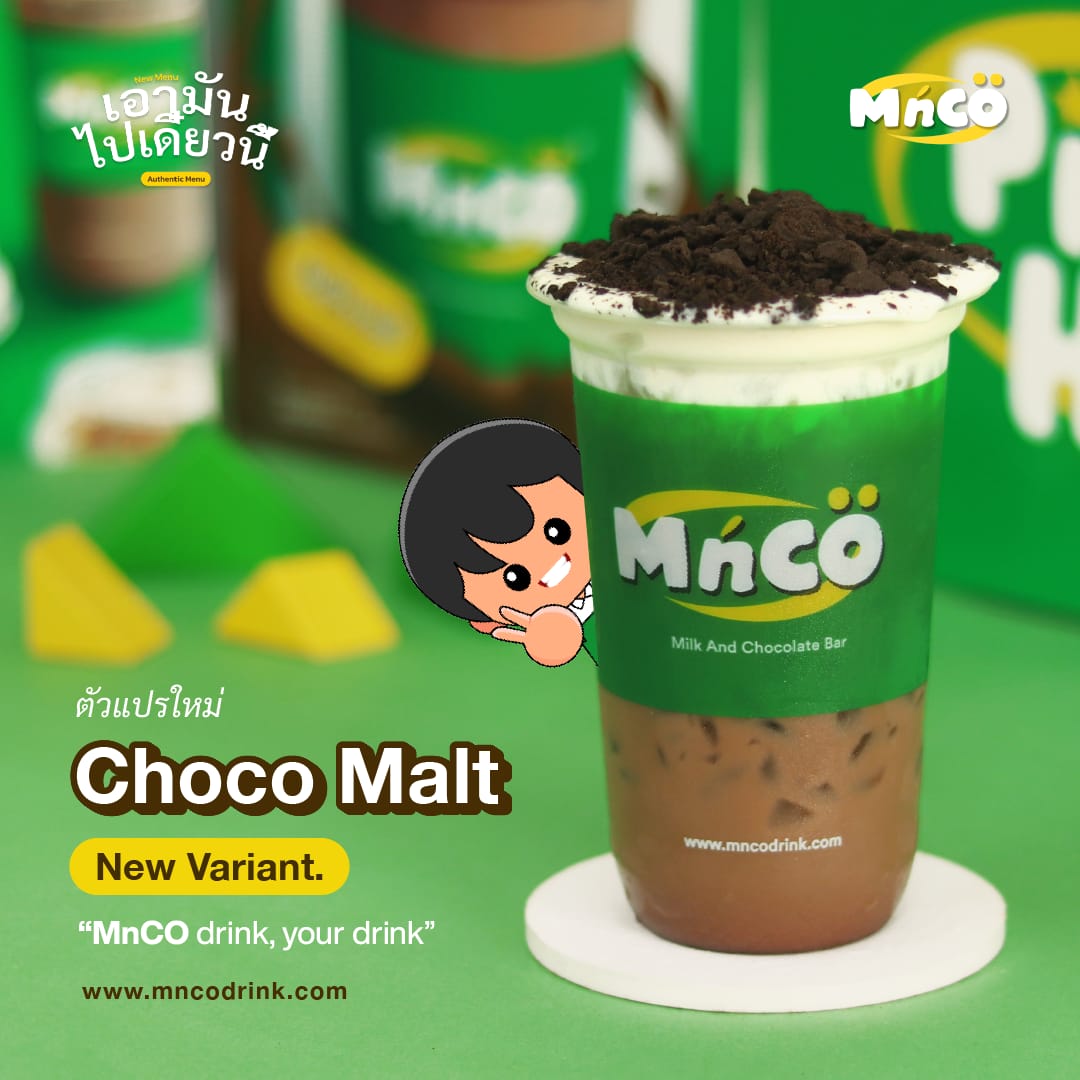 New Menu
เอามัน
ไปเดี๋ยวนี้
Authentic Menu
MńCÖ
MńCÖ
Milk And Chocolate Bar
www.mncodrink.com
ตัวแปรใหม่
Choco Malt
New Variant.
“MnCO drink, your drink”
www.mncodrink.com